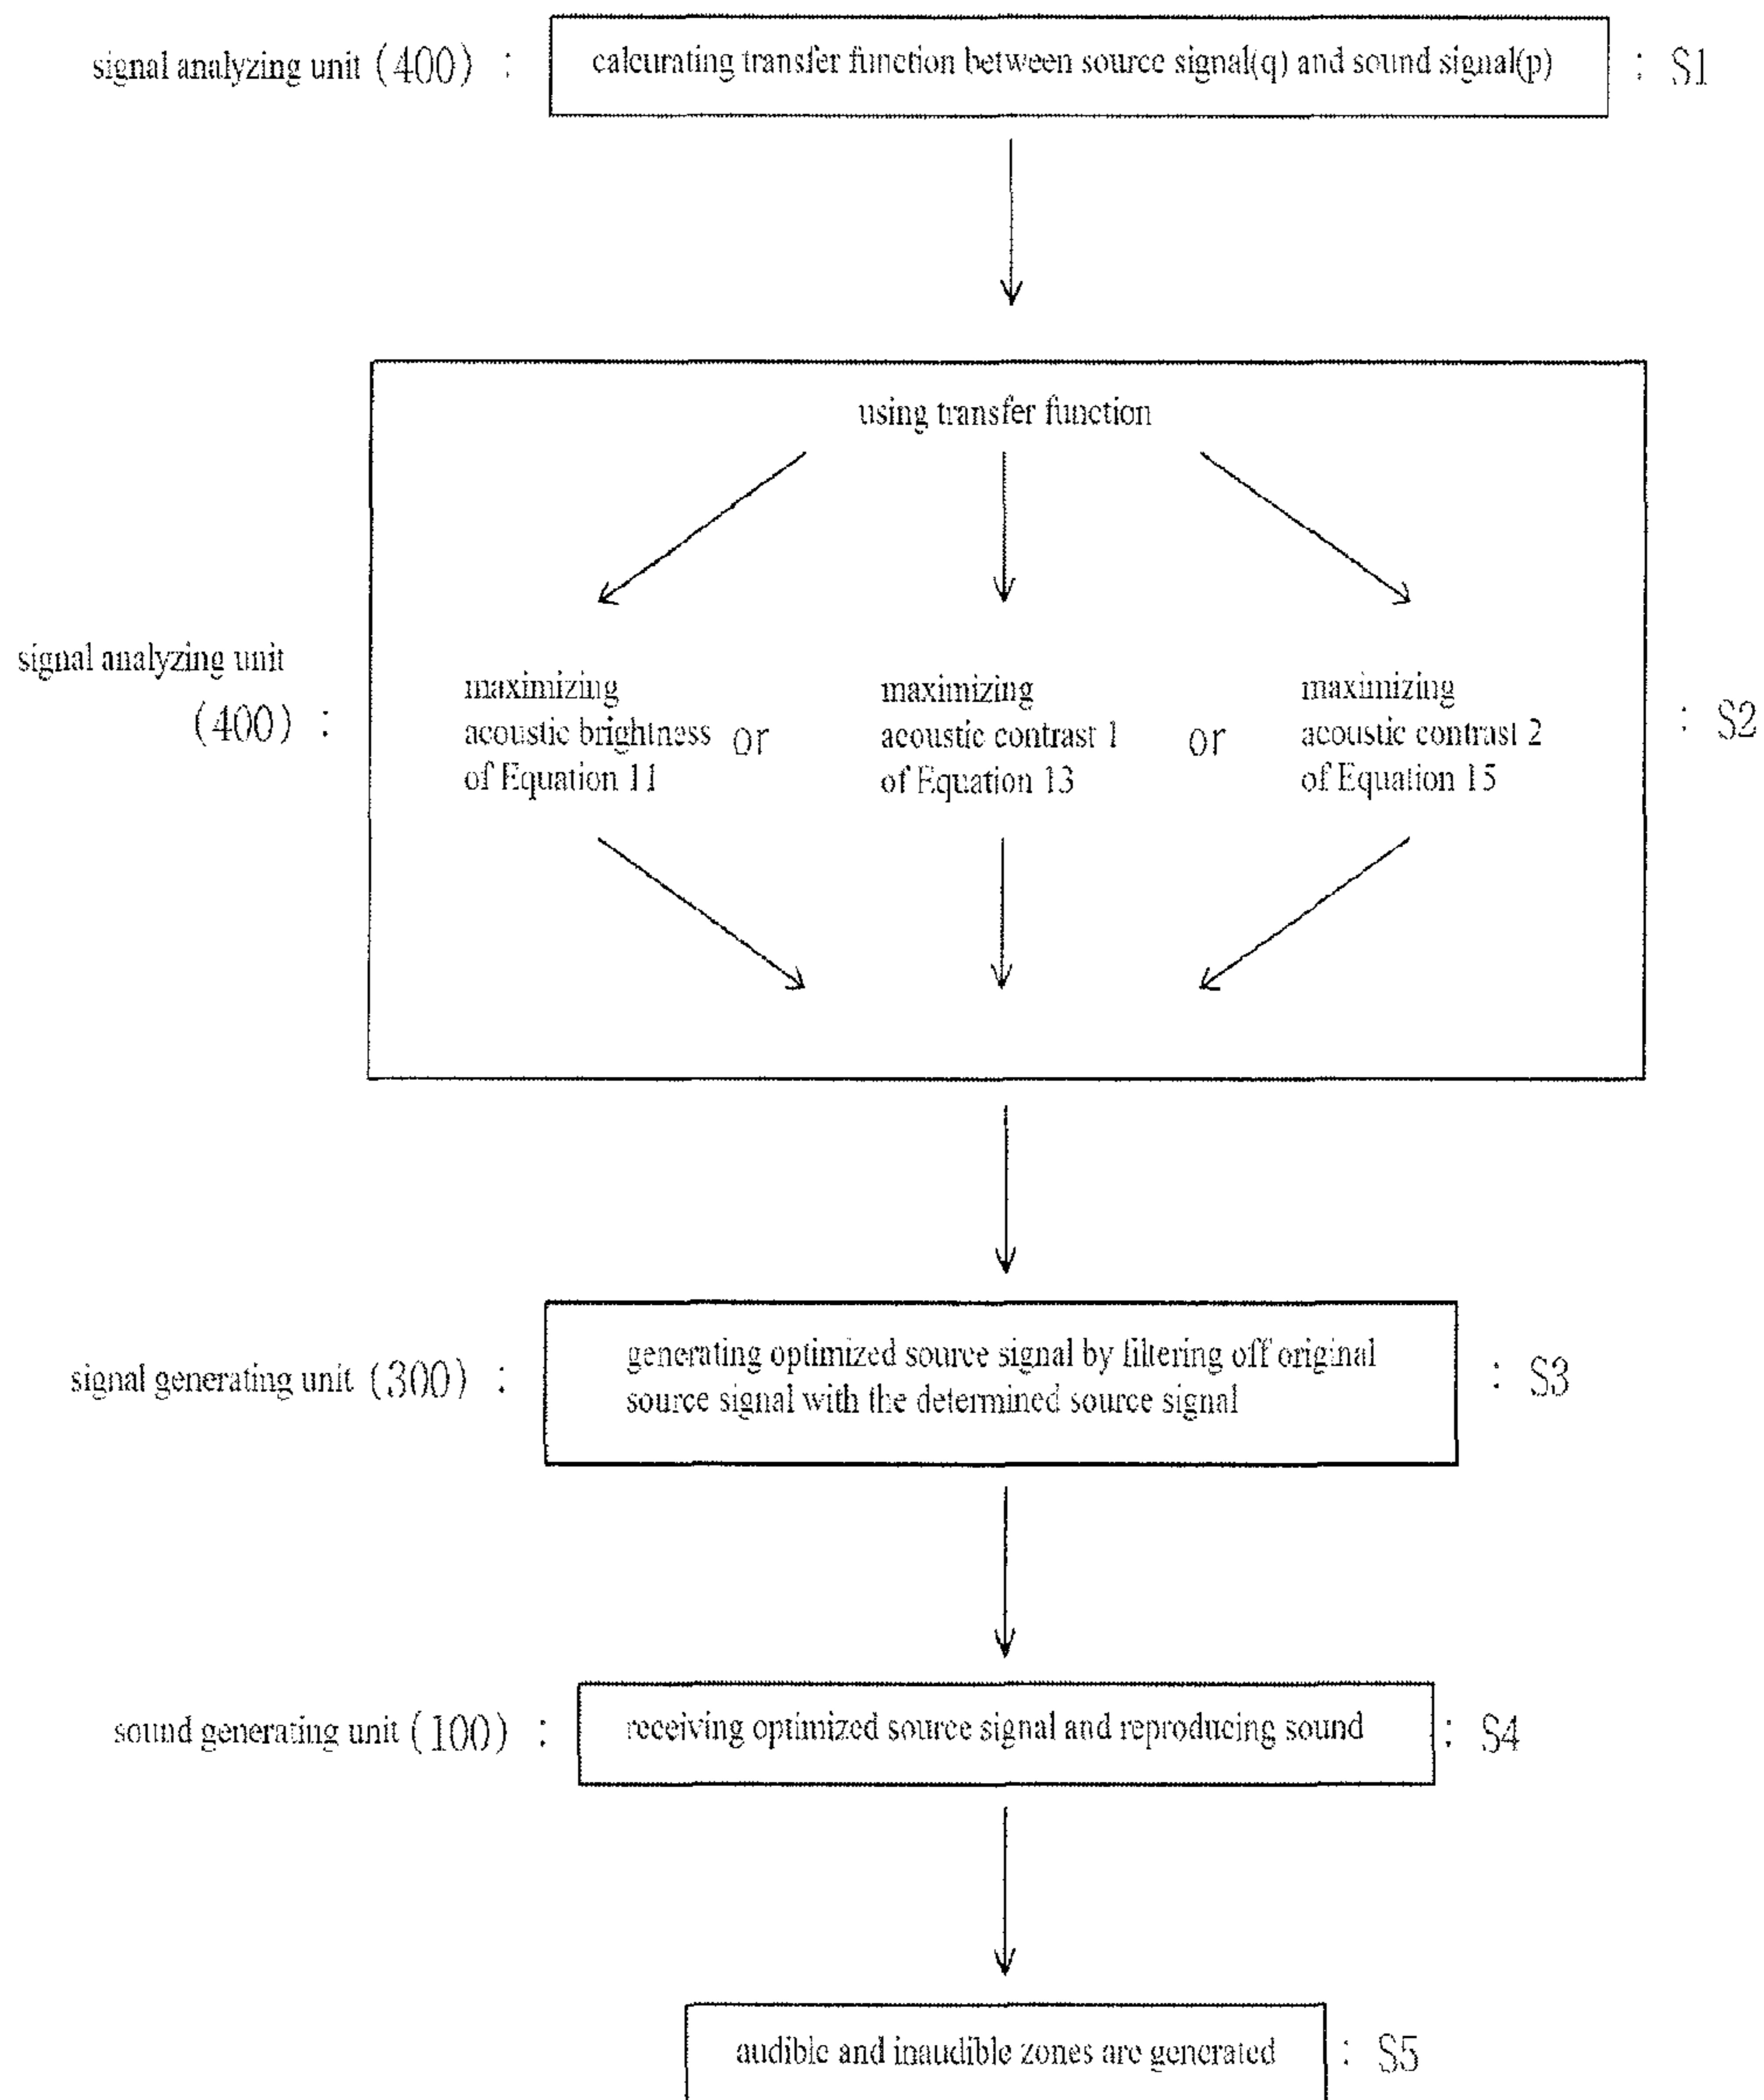 signal analyzing unit (400) : calcurating transfer function between source signal(q) and sound signal(p) : S1
using transfer function
signal analyzing unit
(400) :
maximizing
acoustic brightness
of Equation 11
or
maximizing
acoustic contrast 1
of Equation 13
or
maximizing
acoustic contrast 2
of Equation 15
: S2
signal generating unit (300) :
generating optimized source signal by filtering off original
source signal with the determined source signal
: S3
sound generating unit (100) : receiving optimized source signal and reproducing sound : S4
audible and inaudible zones are generated : S5